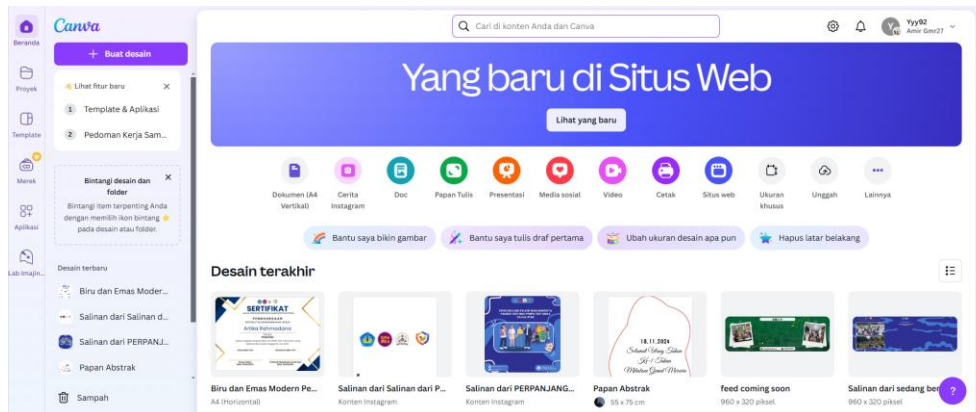 Canva
Cari di konten Anda dan Canva
Yyy92
Amir Gmr27
Beranda
Proyek
Template
Merek
Aplikasi
Lab Imajin...
+ Buat desain
Lihat fitur baru
1 Template & Aplikasi
2 Pedoman Kerja Sam...
Bintangi desain dan
folder
Bintangi item terpenting Anda
dengan memilih ikon bintang
pada desain atau folder.
Desain terbaru
Biru dan Emas Moder...
Salinan dari Salinan d...
Salinan dari PERPANJ...
Papan Abstrak
Sampah
Yang baru di Situs Web
Lihat yang baru
Dokumen (A4
Vertikal)
Cerita
Instagram
Doc
Papan Tulis
Presentasi
Media sosial
Video
Cetak
Situs web
Ukuran
khusus
Unggah
Lainnya
Bantu saya bikin gambar
Bantu saya tulis draf pertama
Ubah ukuran desain apa pun
Hapus latar belakang
Desain terakhir
SERTIFIKAT
PENGHARGAAN
18.11.2024
Biru dan Emas Modern Pe...
A4 (Horizontal)
Salinan dari Salinan dari P...
Konten Instagram
Salinan dari PERPANJANG...
Konten Instagram
Papan Abstrak
55 x 75 cm
feed coming soon
960 x 320 piksel
Salinan dari sedang ber
960 x 320 piksel
?